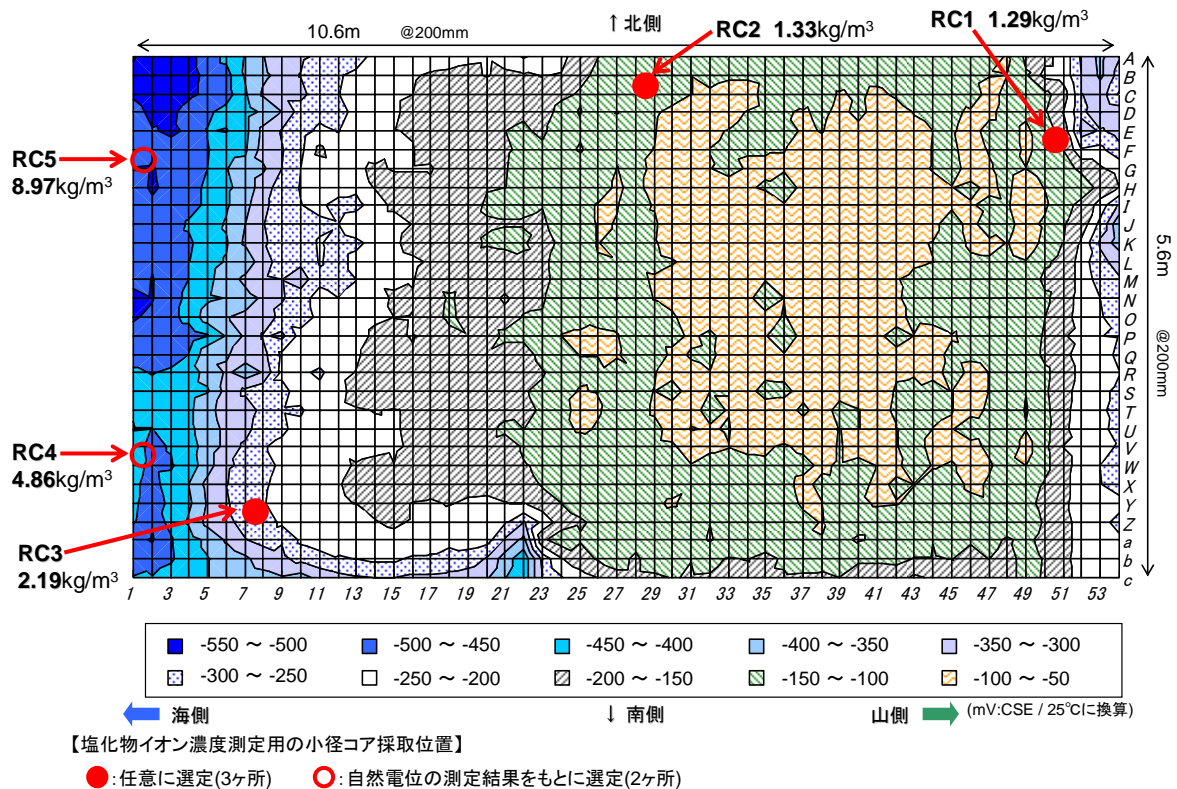 10.6m @200mm ↑北側 RC2 1.33kg/m³ RC1 1.29kg/m³
A
B
C
D
E
F
G
H
I
J
K
L
M
N
O
P
Q
R
S
T
U
V
W
X
Y
Z
a
b
c
5.6m
@200mm
RC5
8.97kg/m³
RC4
4.86kg/m³
RC3
2.19kg/m³
1 3 5 7 9 11 13 15 17 19 21 23 25 27 29 31 33 35 37 39 41 43 45 47 49 51 53
-550 ～ -500 -500 ～ -450 -450 ～ -400 -400 ～ -350 -350 ～ -300
-300 ～ -250 -250 ～ -200 -200 ～ -150 -150 ～ -100 -100 ～ -50
海側 ↓ 南側 山側 (mV:CSE / 25℃に換算)
【塩化物イオン濃度測定用の小径コア採取位置】
:任意に選定(3ヶ所) :自然電位の測定結果をもとに選定(2ヶ所)